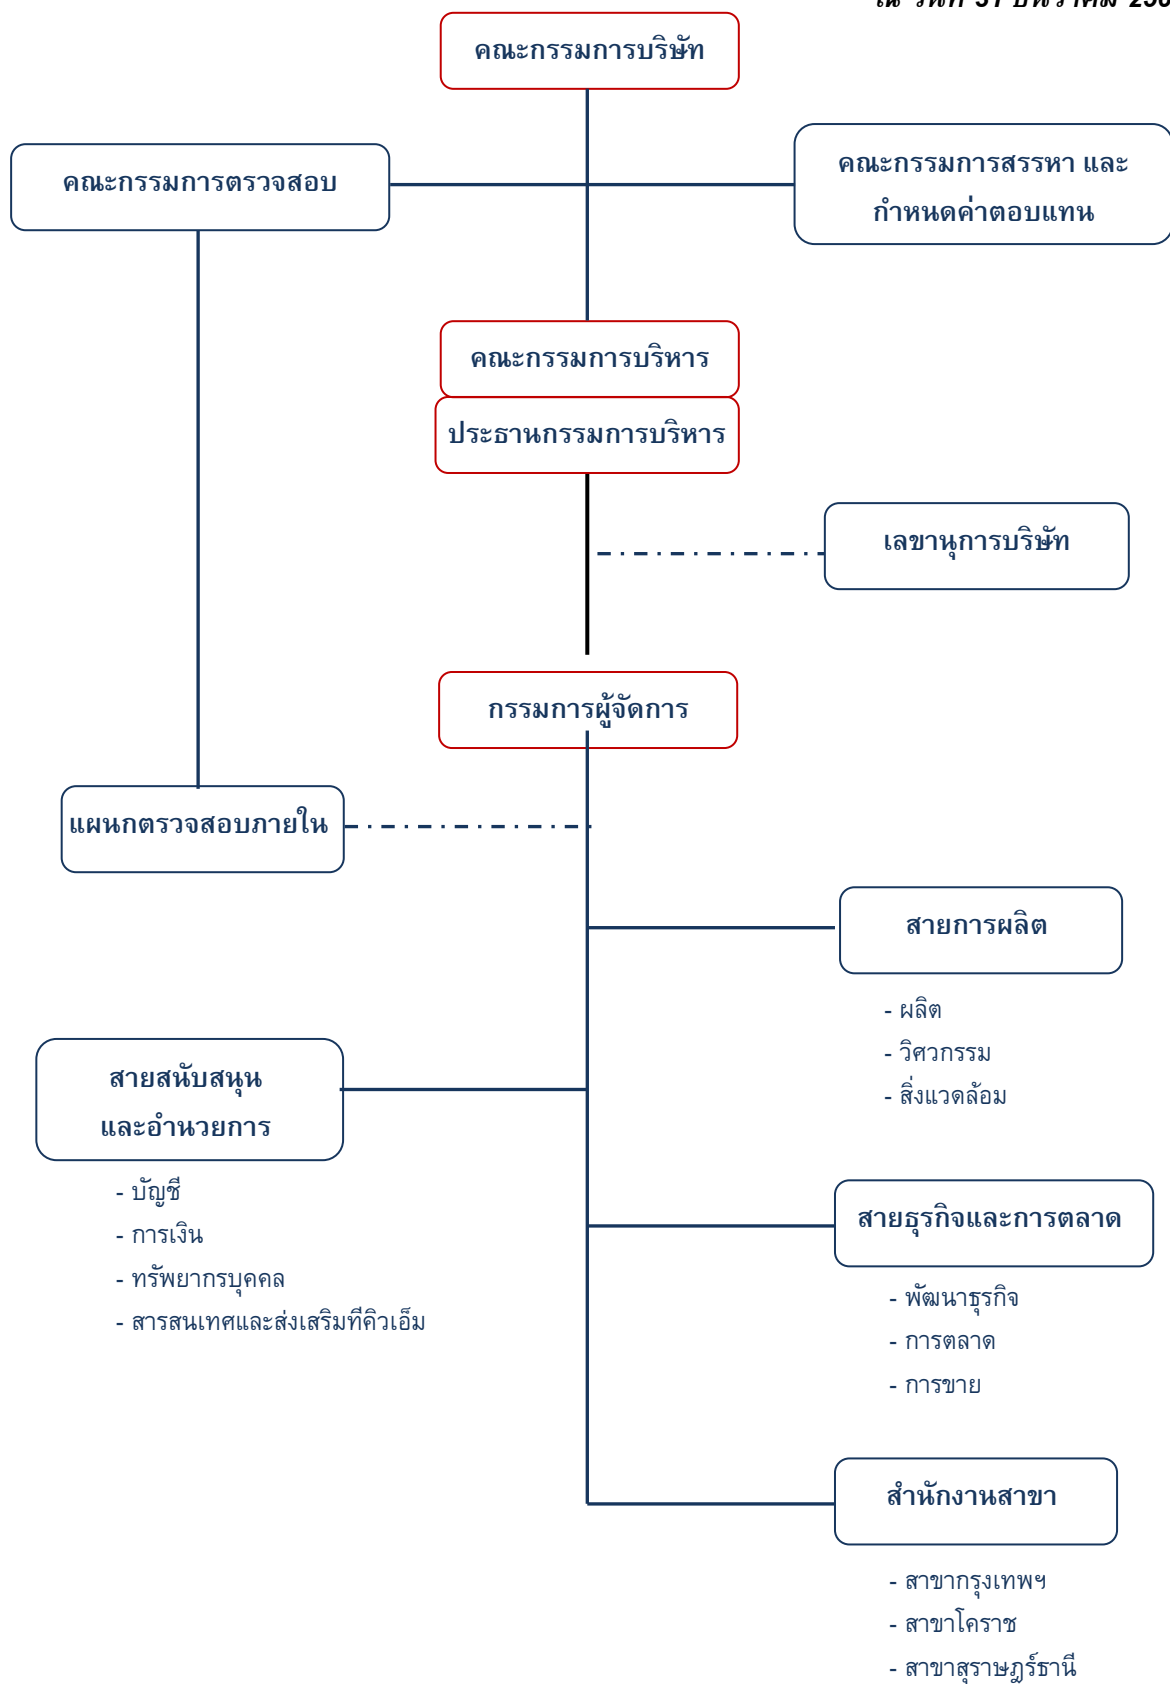 ณ วันที่ 31 ธันวาคม
คณะกรรมการบริษัท
คณะกรรมการตรวจสอบ
คณะกรรมการสรรหา และ
กำหนดค่าตอบแทน
คณะกรรมการบริหาร
ประธานกรรมการบริหาร
เลขานุการบริษัท
กรรมการผู้จัดการ
แผนกตรวจสอบภายใน
สายการผลิต
- ผลิต
- วิศวกรรม
- สิ่งแวดล้อม
สายสนับสนุน
และอำนวยการ
- บัญชี
- การเงิน
- ทรัพยากรบุคคล
- สารสนเทศและส่งเสริมทีคิวเอ็ม
สายธุรกิจและการตลาด
- พัฒนาธุรกิจ
- การตลาด
- การขาย
สำนักงานสาขา
- สาขากรุงเทพฯ
- สาขาโคราช
- สาขาสุราษฎร์ธานี